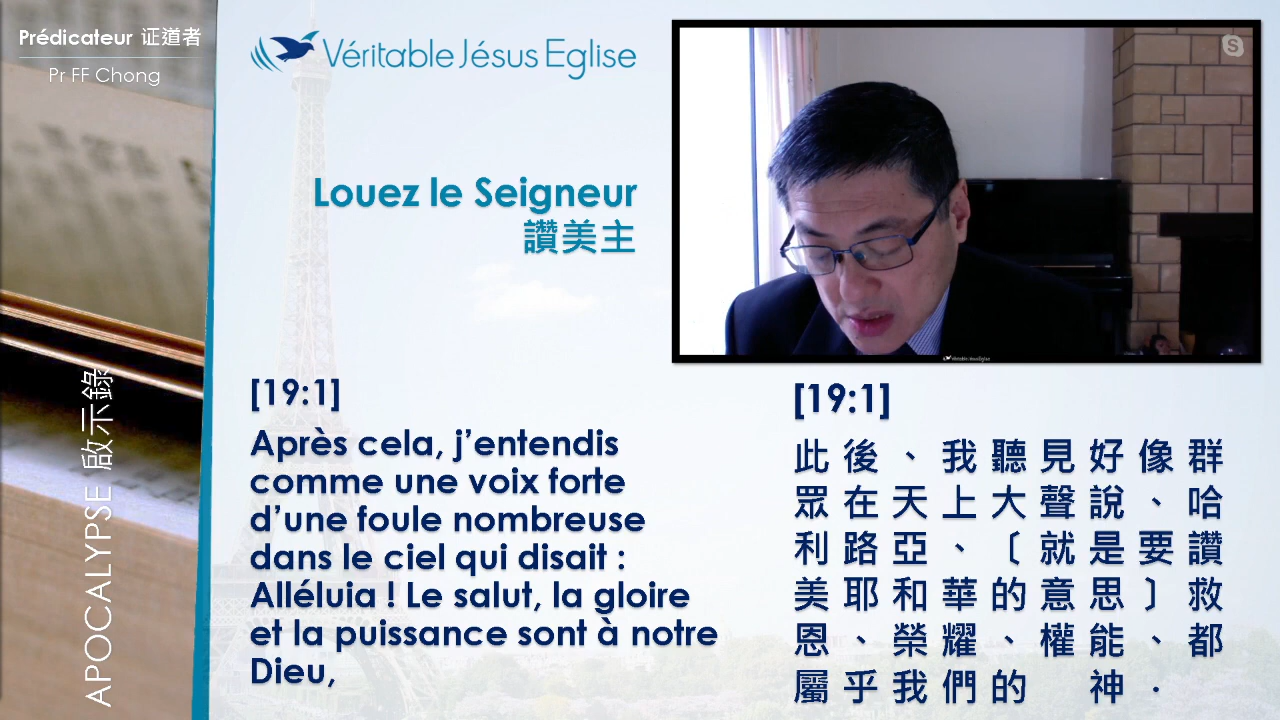 Prédicateur 证道者
Pr FF Chong
Véritable Jésus Eglise
Louez le Seigneur
讚美主
APOCALYPSE 啟示錄
[19:1]
Après cela, j’entendis
comme une voix forte
d’une foule nombreuse
dans le ciel qui disait :
Alléluia ! Le salut, la gloire
et la puissance sont à notre
Dieu,
[19:1]
此後、我聽見好像群
眾在天上大聲說、哈
利路亞、〔就是要讚
美耶和華的意思〕救
恩、榮耀、權能、都
屬乎我們的　神．
Véritable Jésus Eglise